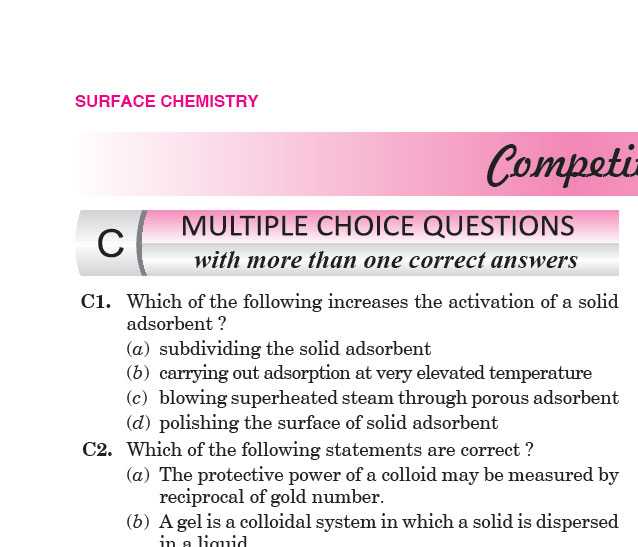 SURFACE CHEMISTRY
C
MULTIPLE CHOICE QUESTIONS
with more than one correct answers
C1. Which of the following increases the activation of a solid
adsorbent ?
(a) subdividing the solid adsorbent
(b) carrying out adsorption at very elevated temperature
(c) blowing superheated steam through porous adsorbent
(d) polishing the surface of solid adsorbent
C2. Which of the following statements are correct ?
(a) The protective power of a colloid may be measured by
reciprocal of gold number.
(b) A gel is a colloidal system in which a solid is dispersed
in a liquid